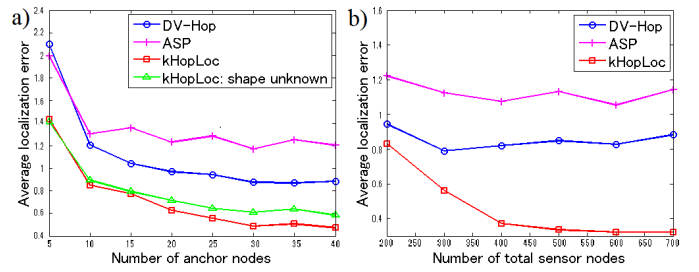 a)
DV-Hop
ASP
kHopLoc
kHopLoc: shape unknown
Average localization error
2.2
2
1.8
1.6
1.4
1.2
1
0.8
0.6
0.4
5 10 15 20 25 30 35 40
Number of anchor nodes
b)
DV-Hop
ASP
kHopLoc
Average localization error
1.6
1.4
1.2
1
0.8
0.6
0.4
200 300 400 500 600 700
Number of total sensor nodes